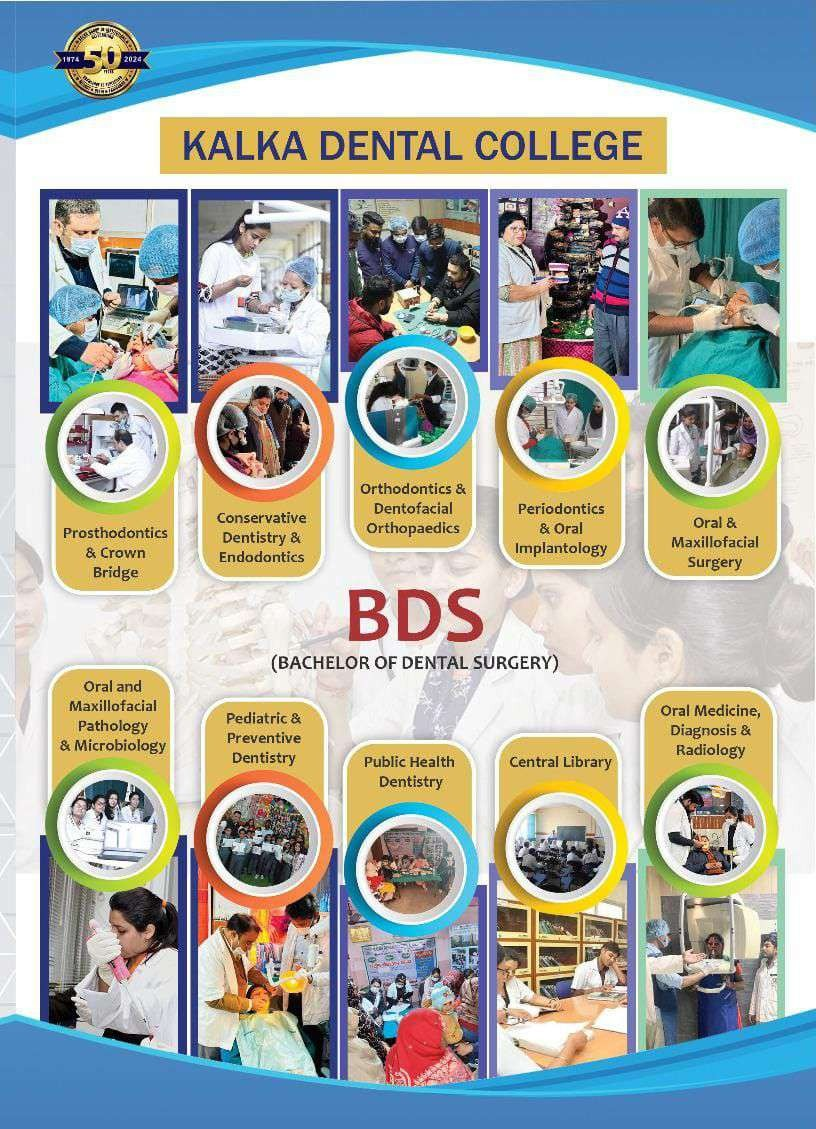 1974 50 2024
KALKA DENTAL COLLEGE
Prosthodontics
& Crown
Bridge
Conservative
Dentistry &
Endodontics
Orthodontics &
Dentofacial
Orthopaedics
Periodontics
& Oral
Implantology
Oral &
Maxillofacial
Surgery
BDS
(BACHELOR OF DENTAL SURGERY)
Oral and
Maxillofacial
Pathology
& Microbiology
Pediatric &
Preventive
Dentistry
Public Health
Dentistry
Central Library
Oral Medicine,
Diagnosis &
Radiology